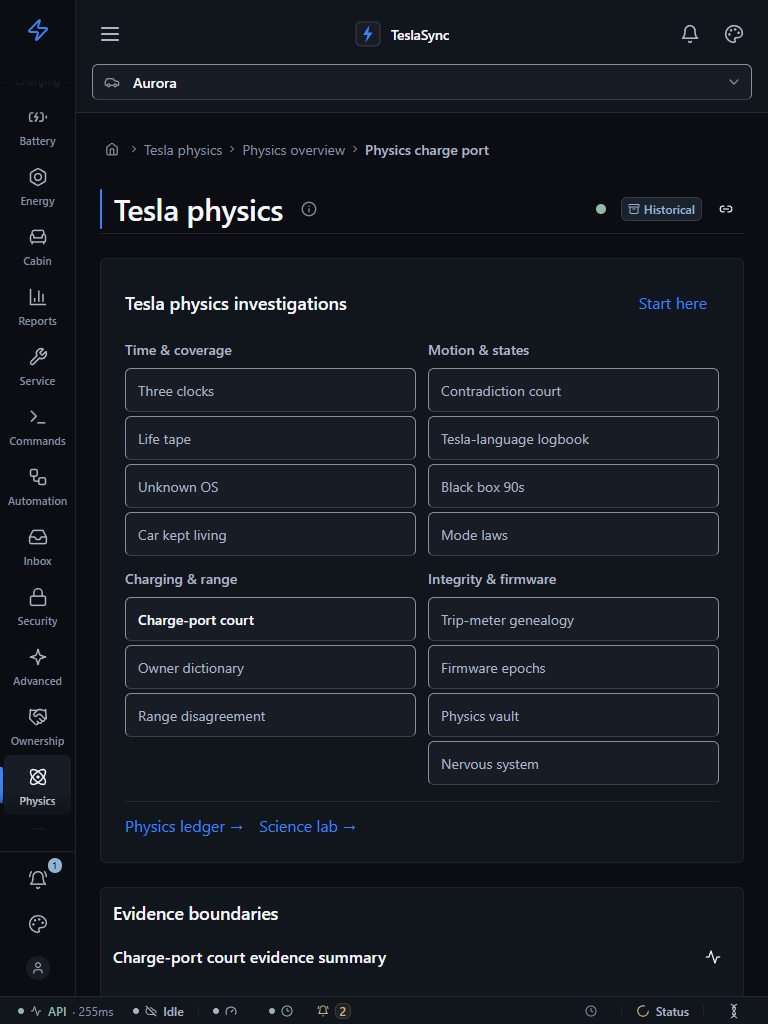 TeslaSync
Aurora
Charging
Battery
Energy
Cabin
Reports
Service
Commands
Automation
Inbox
Security
Advanced
Ownership
Physics
1
Tesla physics > Physics overview > Physics charge port
Tesla physics
Historical
Tesla physics investigations
Start here
Time & coverage
Three clocks
Life tape
Unknown OS
Car kept living
Motion & states
Contradiction court
Tesla-language logbook
Black box 90s
Mode laws
Charging & range
Charge-port court
Owner dictionary
Range disagreement
Integrity & firmware
Trip-meter genealogy
Firmware epochs
Physics vault
Nervous system
Physics ledger →
Science lab →
Evidence boundaries
Charge-port court evidence summary
API · 255ms
Idle
2
Status